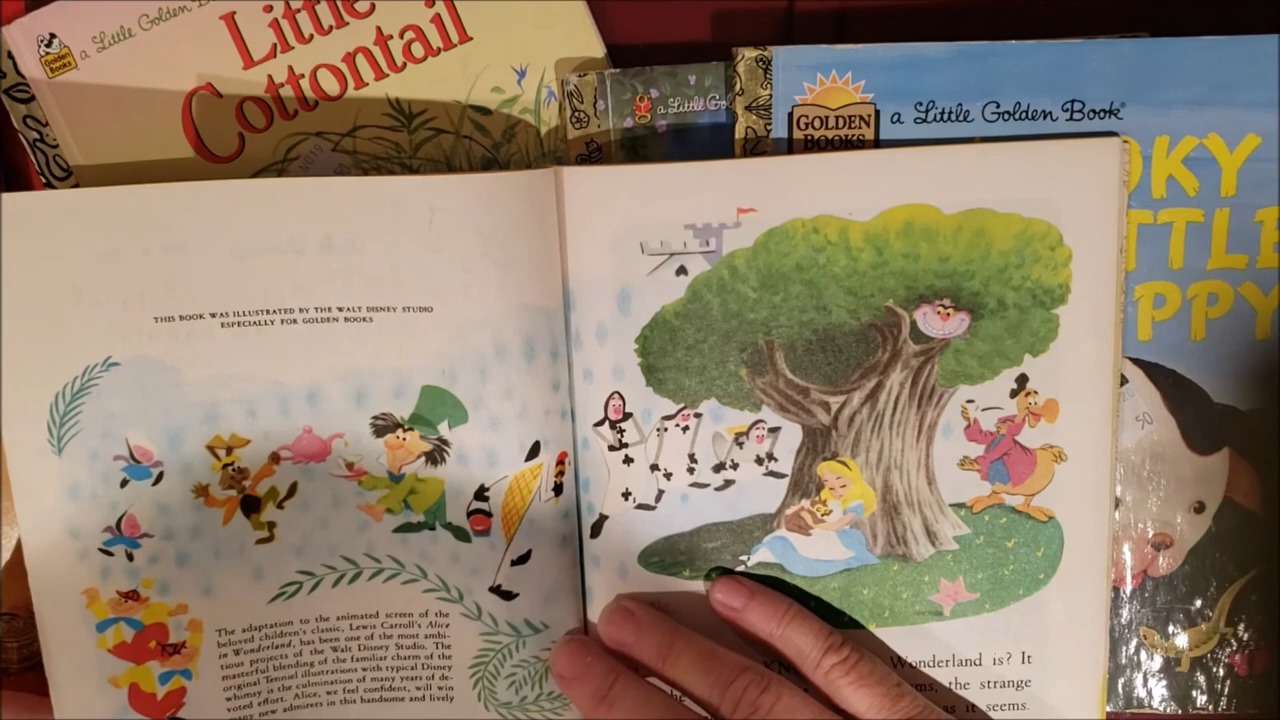 a Little Golden
Little
Cottontail
Golden
Books
a Little Go
GOLDEN
BOOKS
a Little Golden Book®
OKY
TTLE
PPY
50
THIS BOOK WAS ILLUSTRATED BY THE WALT DISNEY STUDIO
ESPECIALLY FOR GOLDEN BOOKS
The adaptation to the animated screen of the
beloved children's classic, Lewis Carroll's Alice
in Wonderland, has been one of the most ambi-
tious projects of the Walt Disney Studio. The
masterful blending of the familiar charm of the
original Tenniel illustrations with typical Disney
whimsy is the culmination of many years of de-
voted effort. Alice, we feel confident, will win
many new admirers in this handsome and lively
Wonderland is? It
the strange
as it seems.